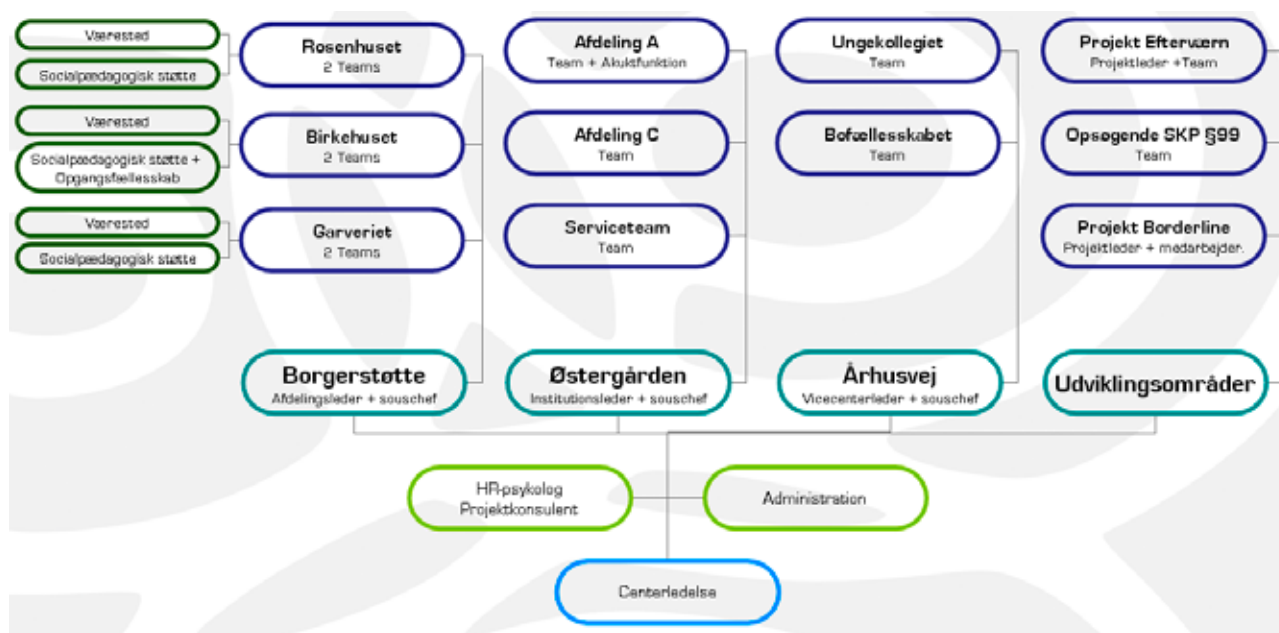 Værested
Socialpædagogisk støtte
Værested
Socialpædagogisk støtte +
Opgangsfællesskab
Værested
Socialpædagogisk støtte
Rosenhuset
2 Teams
Birkehuset
2 Teams
Garveriet
2 Teams
Afdeling A
Team + Akuktfunktion
Afdeling C
Team
Serviceteam
Team
Ungekollegiet
Team
Bofællesskabet
Team
Projekt Efterværn
Projektleder +Team
Opsøgende SKP §99
Team
Projekt Borderline
Projektleder + medarbejder.
Borgerstøtte
Afdelingsleder + souschef
Østergården
Institutionsleder + souschef
Århusvej
Vicecenterleder + souschef
Udviklingsområder
HR-psykolog
Projektkonsulent
Administration
Centerledelse